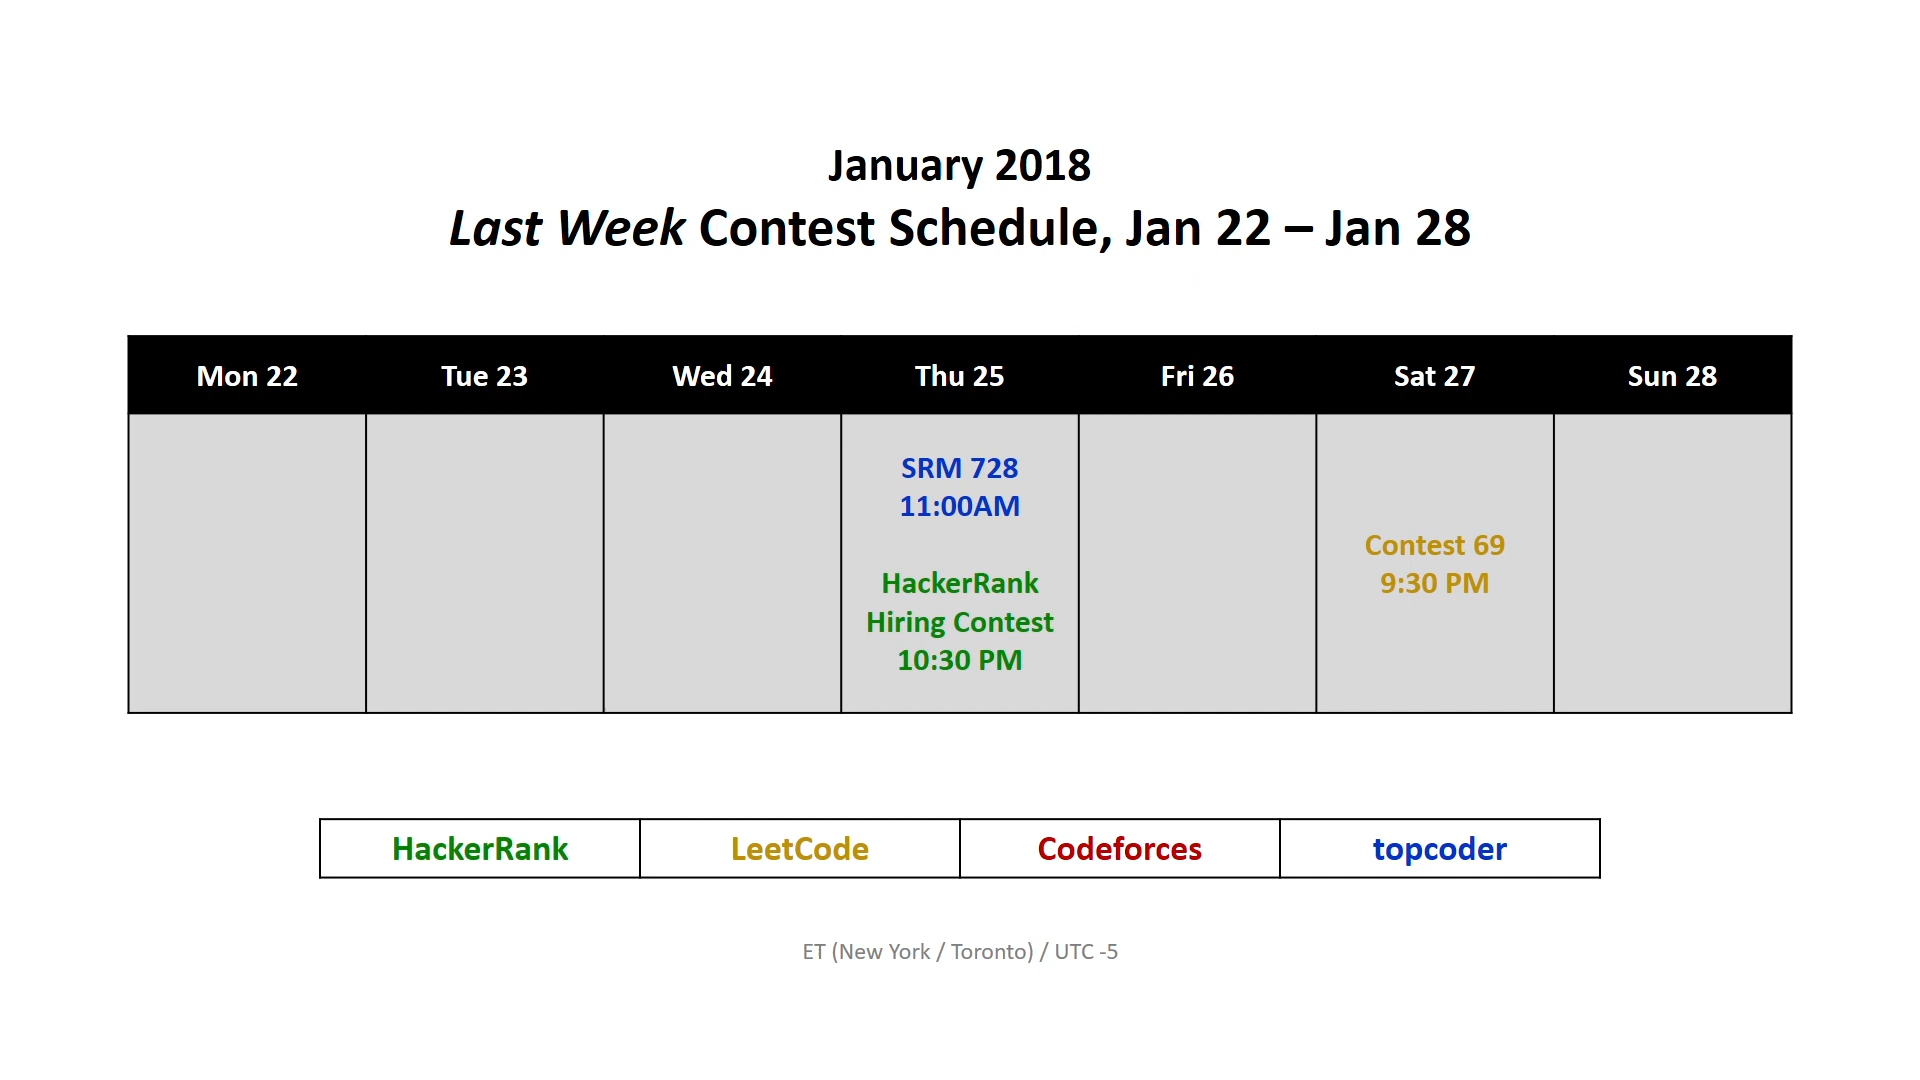 January 2018
Last Week Contest Schedule, Jan 22 – Jan 28
Mon 22 Tue 23 Wed 24 Thu 25 Fri 26 Sat 27 Sun 28
SRM 728
11:00AM
HackerRank
Hiring Contest
10:30 PM
Contest 69
9:30 PM
HackerRank LeetCode Codeforces topcoder
ET (New York / Toronto) / UTC -5